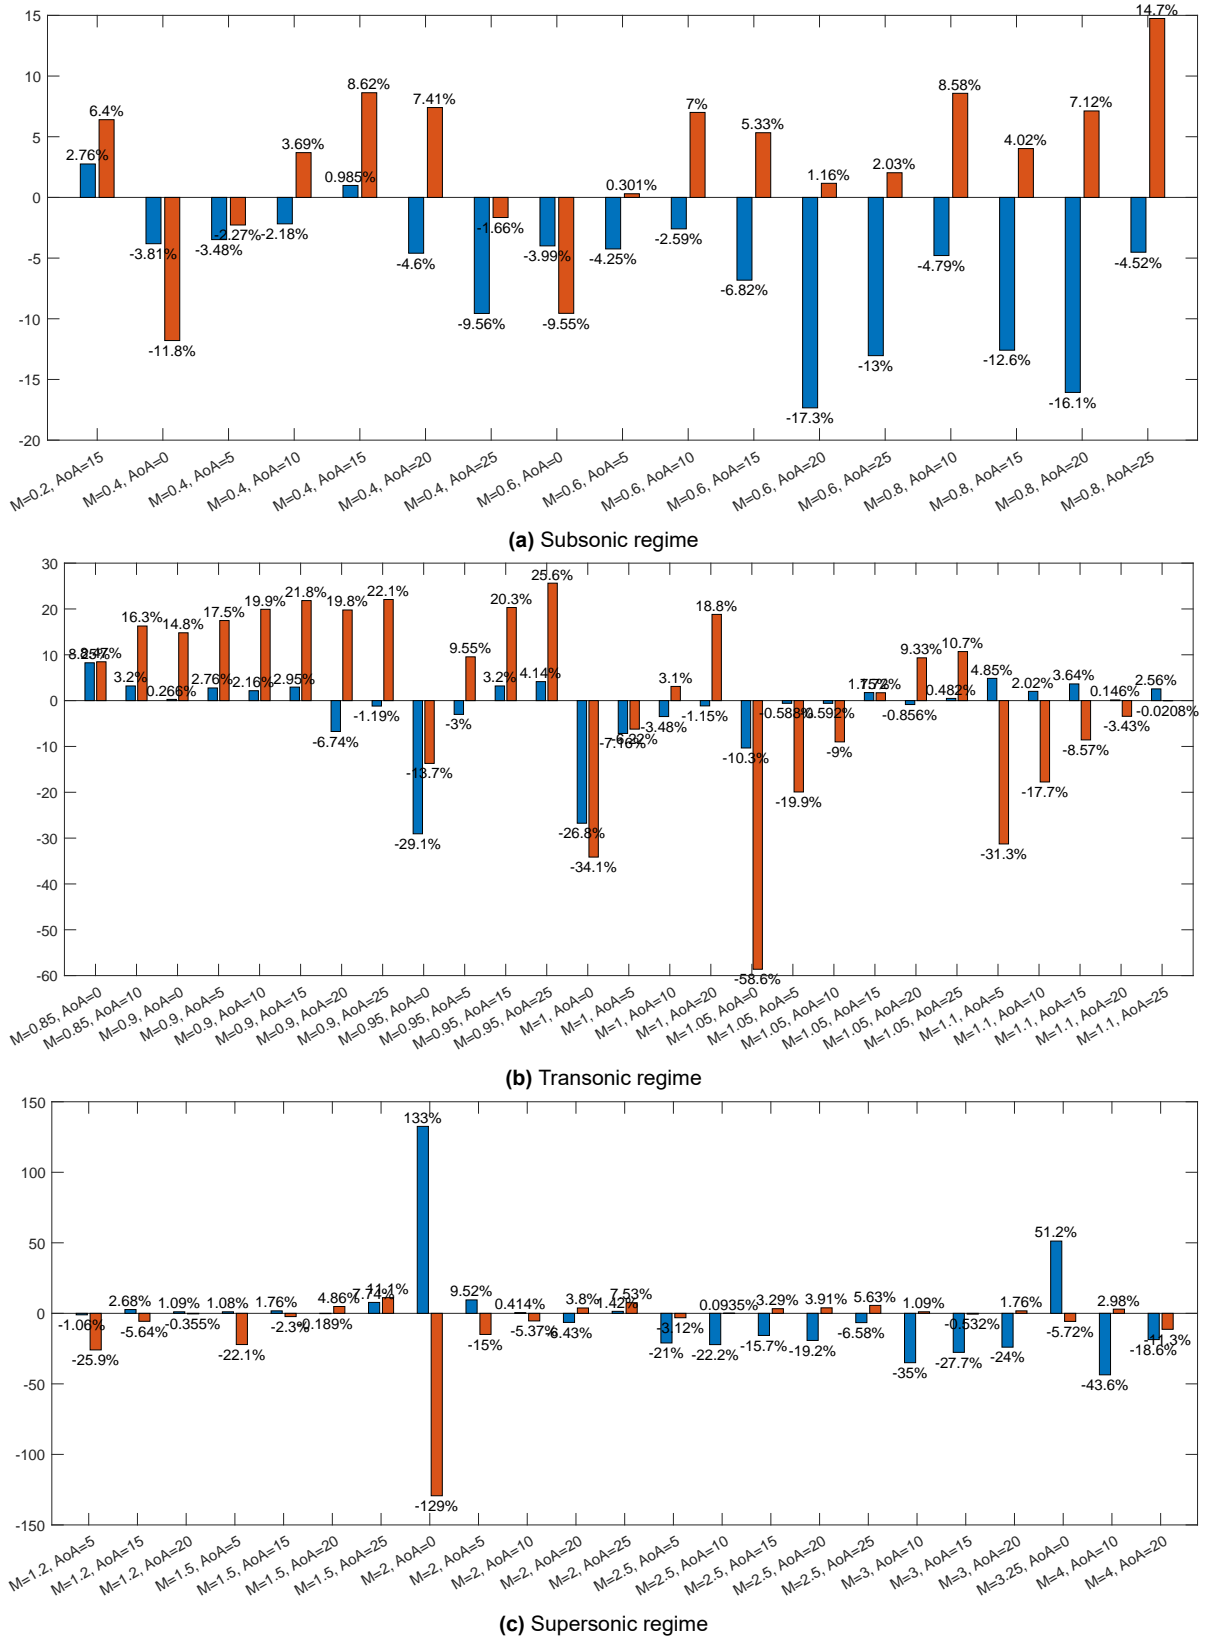 15
10
5
0
-5
-10
-15
-20
2.76%
6.4%
-3.81%
-11.8%
-3.48%
-2.27%
-2.18%
3.69%
0.985%
8.62%
-4.6%
7.41%
-9.56%
-1.66%
-3.99%
-9.55%
-4.25%
0.301%
-2.59%
7%
-6.82%
5.33%
-17.3%
1.16%
-13%
2.03%
-4.79%
8.58%
-12.6%
4.02%
-16.1%
7.12%
-4.52%
14.7%
M=0.2, AoA=15
M=0.4, AoA=0
M=0.4, AoA=5
M=0.4, AoA=10
M=0.4, AoA=15
M=0.4, AoA=20
M=0.4, AoA=25
M=0.6, AoA=0
M=0.6, AoA=5
M=0.6, AoA=10
M=0.6, AoA=15
M=0.6, AoA=20
M=0.6, AoA=25
M=0.8, AoA=10
M=0.8, AoA=15
M=0.8, AoA=20
M=0.8, AoA=25
(a) Subsonic regime
30
20
10
0
-10
-20
-30
-40
-50
-60
8.25%
8.47%
3.2%
16.3%
0.266%
14.8%
2.76%
17.5%
2.16%
19.9%
2.95%
21.8%
-6.74%
19.8%
-1.19%
22.1%
-29.1%
-13.7%
-3%
9.55%
3.2%
20.3%
4.14%
25.6%
-26.8%
-34.1%
-7.16%
-6.22%
-3.48%
3.1%
-1.15%
18.8%
-10.3%
-58.6%
-0.588%
-19.9%
-0.592%
-9%
-0.856%
9.33%
0.482%
10.7%
4.85%
-31.3%
2.02%
-17.7%
3.64%
-8.57%
0.146%
-3.43%
2.56%
-0.0208%
M=0.85, AoA=0
M=0.85, AoA=10
M=0.9, AoA=0
M=0.9, AoA=5
M=0.9, AoA=10
M=0.9, AoA=15
M=0.9, AoA=20
M=0.9, AoA=25
M=0.95, AoA=0
M=0.95, AoA=5
M=0.95, AoA=15
M=0.95, AoA=25
M=1, AoA=0
M=1, AoA=5
M=1, AoA=10
M=1, AoA=20
M=1.05, AoA=0
M=1.05, AoA=5
M=1.05, AoA=10
M=1.05, AoA=15
M=1.05, AoA=20
M=1.05, AoA=25
M=1.1, AoA=5
M=1.1, AoA=10
M=1.1, AoA=15
M=1.1, AoA=20
M=1.1, AoA=25
(b) Transonic regime
150
100
50
0
-50
-100
-150
-1.06%
-25.9%
2.68%
-5.64%
1.09%
-0.355%
1.08%
-22.1%
1.76%
-2.3%
-0.189%
4.86%
7.74%
11.1%
133%
-129%
9.52%
-15%
0.414%
-5.37%
-6.43%
3.8%
1.42%
7.53%
-21%
-3.12%
-22.2%
0.0935%
-15.7%
3.29%
-19.2%
3.91%
-6.58%
5.63%
-35%
1.09%
-27.7%
-0.532%
-24%
1.76%
51.2%
-5.72%
-43.6%
2.98%
-18.6%
-11.3%
M=1.2, AoA=5
M=1.2, AoA=15
M=1.2, AoA=20
M=1.5, AoA=5
M=1.5, AoA=15
M=1.5, AoA=20
M=1.5, AoA=25
M=2, AoA=0
M=2, AoA=5
M=2, AoA=10
M=2, AoA=20
M=2, AoA=25
M=2.5, AoA=5
M=2.5, AoA=10
M=2.5, AoA=15
M=2.5, AoA=20
M=2.5, AoA=25
M=3, AoA=10
M=3, AoA=15
M=3, AoA=20
M=3.25, AoA=0
M=4, AoA=10
M=4, AoA=20
(c) Supersonic regime